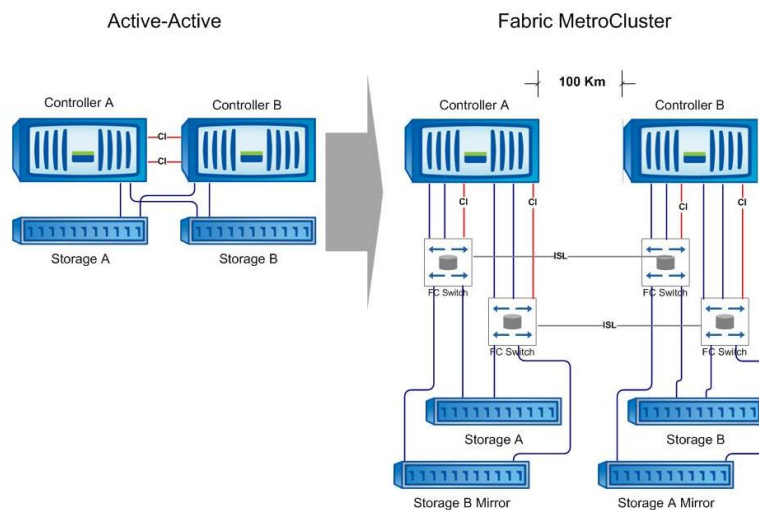 Active-Active
Fabric MetroCluster
100 Km
Controller A
Controller B
Controller A
Controller B
CI
CI
CI
CI
CI
CI
Storage A
Storage B
ISL
FC Switch
FC Switch
ISL
FC Switch
FC Switch
Storage A
Storage B
Storage B Mirror
Storage A Mirror